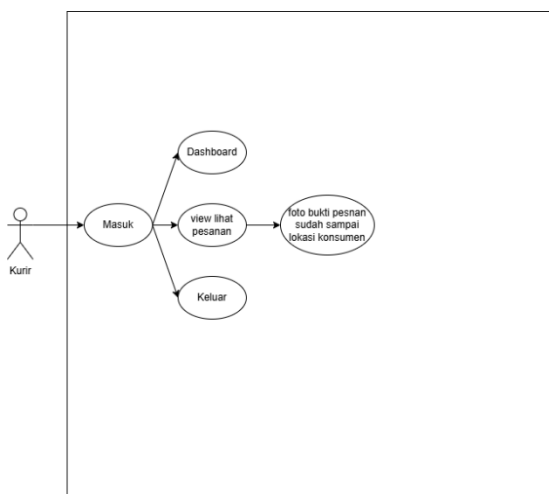 Dashboard
Kurir
Masuk
view lihat
pesanan
foto bukti pesnan
sudah sampai
lokasi konsumen
Keluar